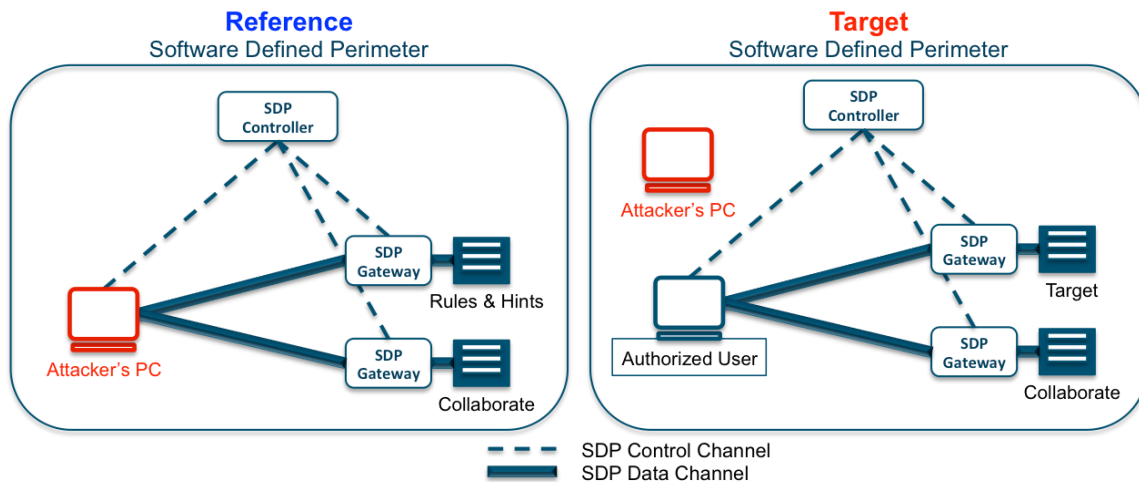 Reference
Software Defined Perimeter
SDP
Controller
SDP
Gateway
Rules & Hints
Attacker's PC
SDP
Gateway
Collaborate
Target
Software Defined Perimeter
SDP
Controller
Attacker's PC
SDP
Gateway
Target
Authorized User
SDP
Gateway
Collaborate
SDP Control Channel
SDP Data Channel